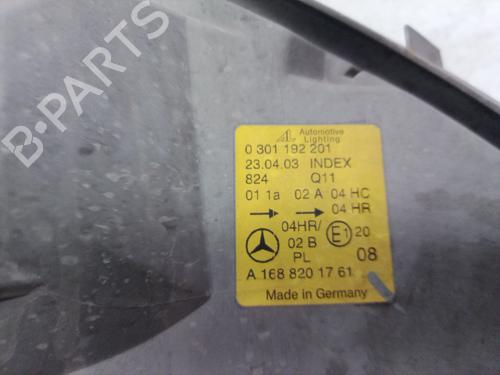 B-PARTS
Automotive
Lighting
0 301 192 201
23.04.03 INDEX
824 Q11
01 1a 02 A 04 HC
04 HR
04HR/
02 B E1 20
PL 08
A 168 820 17 61
Made in Germany